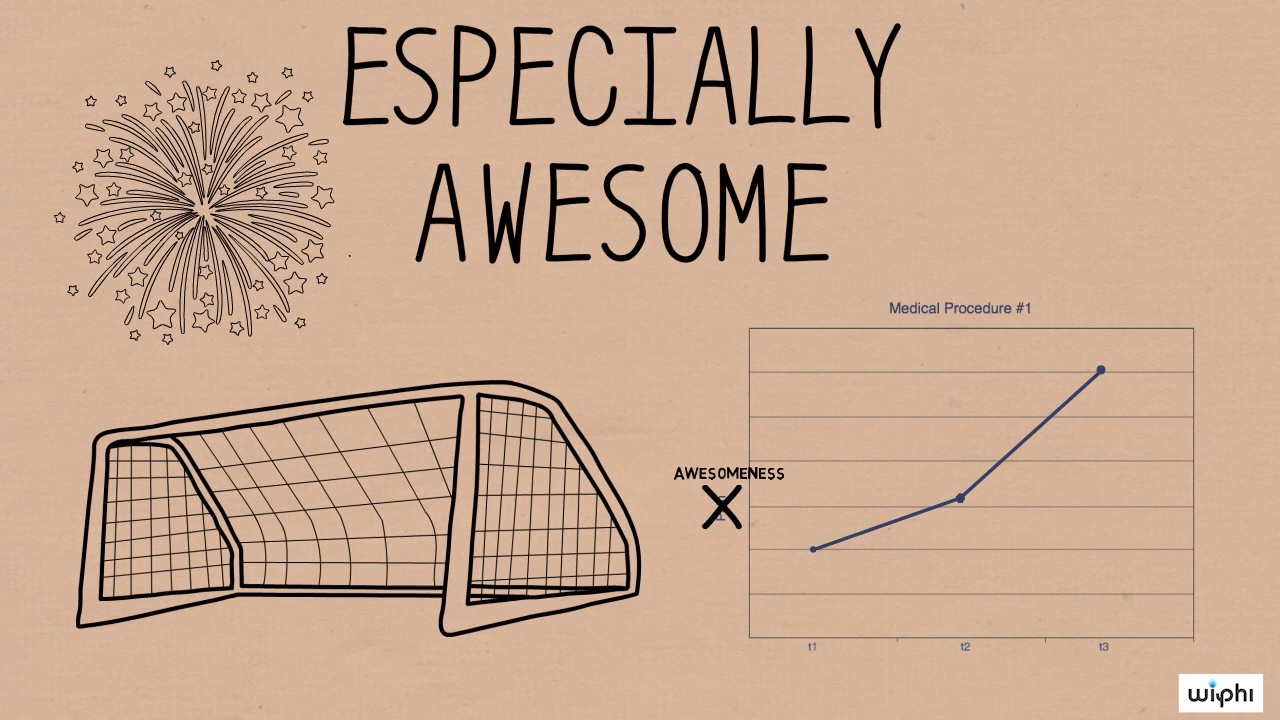 ESPECIALLY
AWESOME
Medical Procedure #1
AWESOMENESS
t1 t2 t3
wiphi